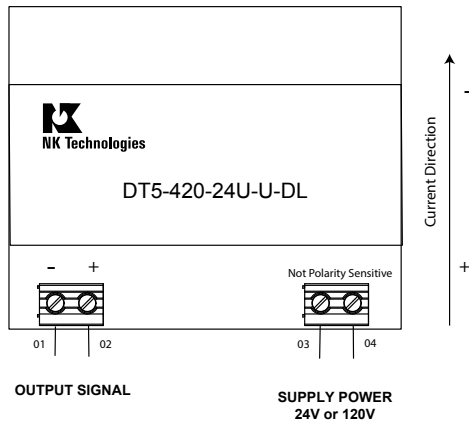 NK Technologies
DT5-420-24U-U-DL
Current Direction
-
+
- +
Not Polarity Sensitive
01 02 03 04
OUTPUT SIGNAL
SUPPLY POWER
24V or 120V